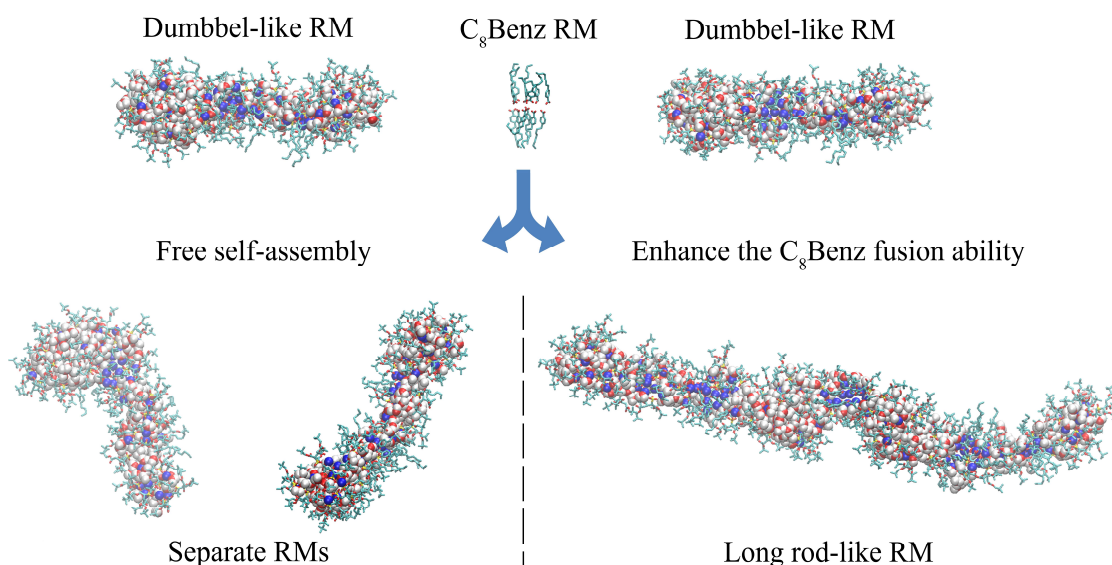 Dumbbel-like RM
C₈Benz RM
Dumbbel-like RM
Free self-assembly
Enhance the C₈Benz fusion ability
Separate RMs
Long rod-like RM